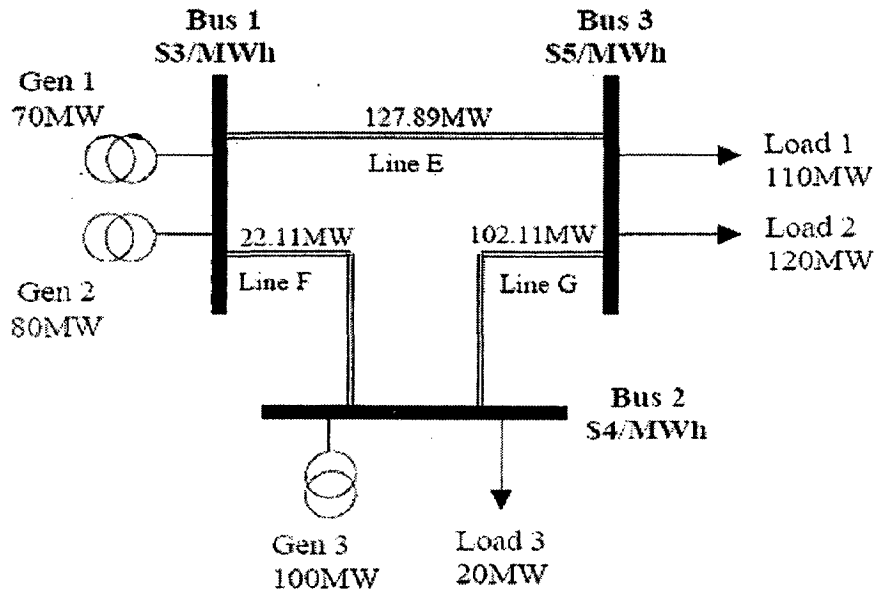 Bus 1
$3/MWh
Bus 3
$5/MWh
Gen 1
70MW
127.89MW
Line E
Load 1
110MW
22.11MW
102.11MW
Load 2
120MW
Line F
Line G
Gen 2
80MW
Bus 2
$4/MWh
Gen 3
100MW
Load 3
20MW